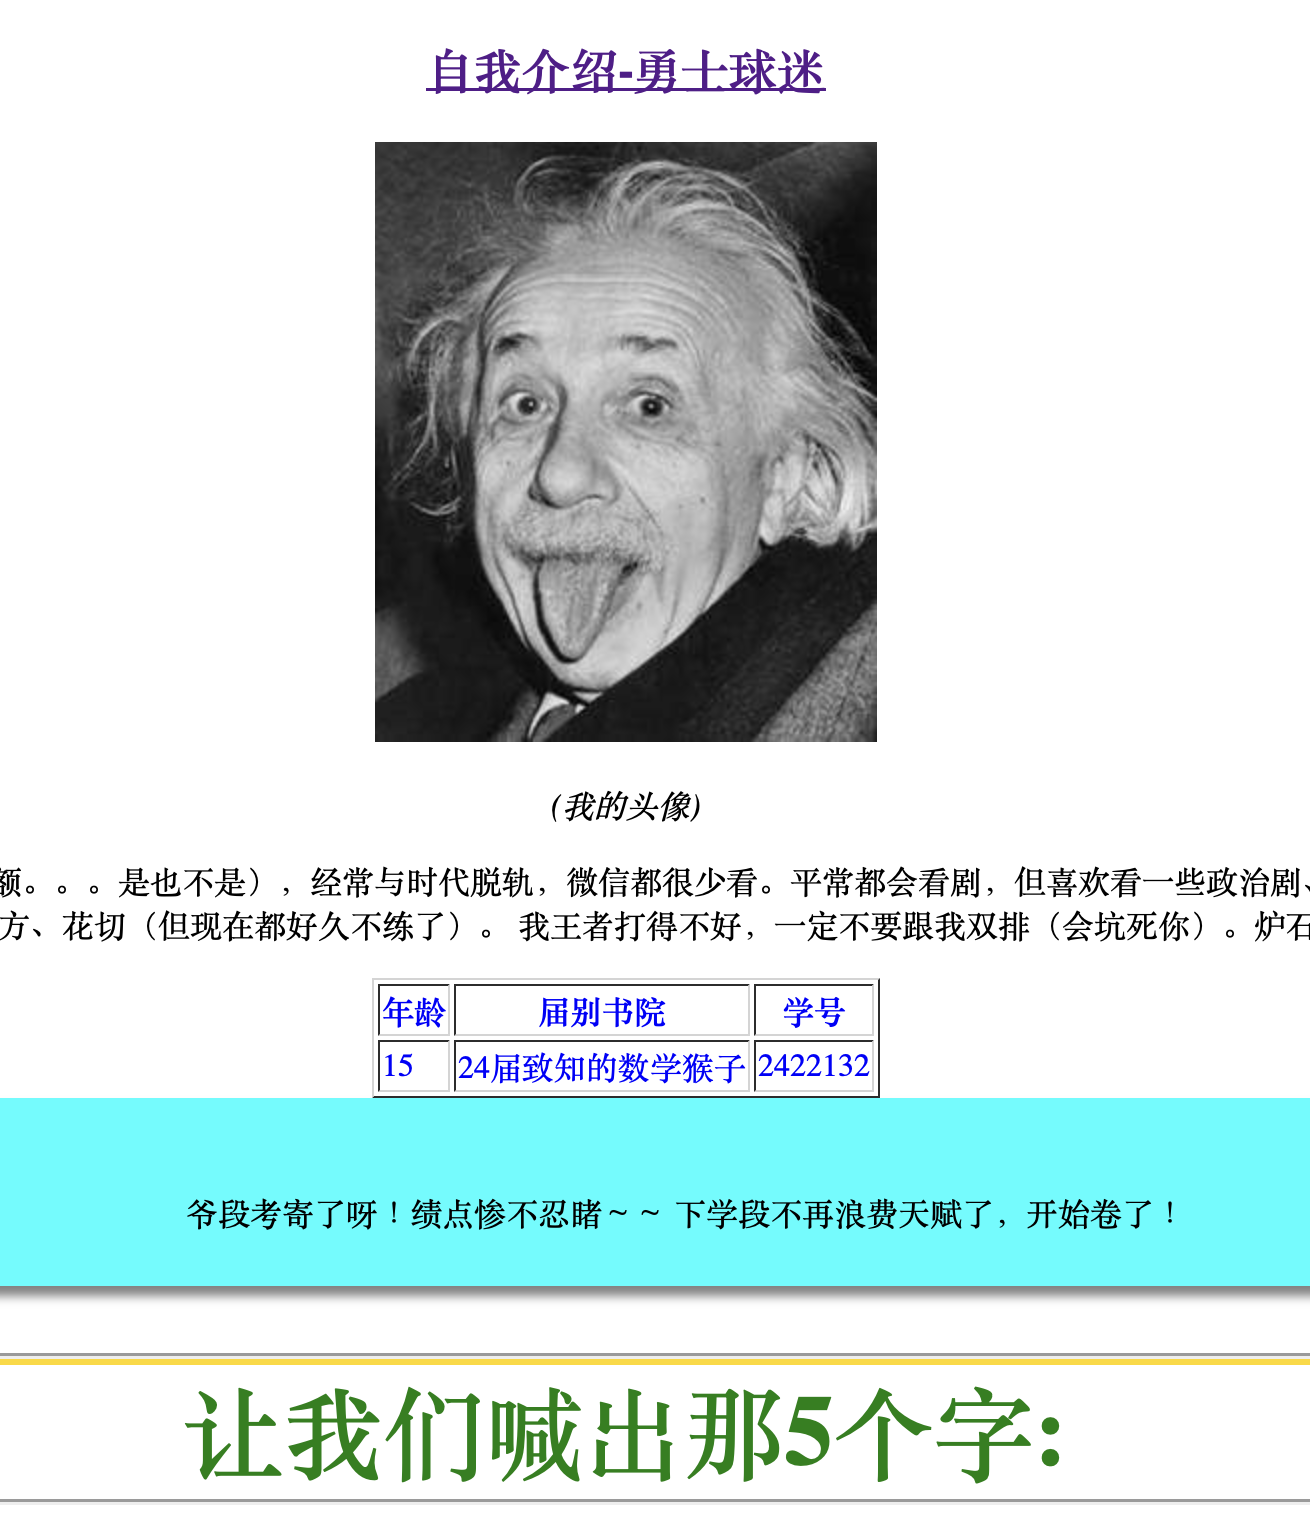 自我介绍-勇士球迷
(我的头像)
额。。。是也不是），经常与时代脱轨，微信都很少看。平常都会看剧，但喜欢看一些政治剧、
方、花切（但现在都好久不练了）。 我王者打得不好，一定不要跟我双排（会坑死你）。炉石
年龄 届别书院 学号
15 24届致知的数学猴子 2422132
爷段考寄了呀！绩点惨不忍睹～～ 下学段不再浪费天赋了，开始卷了！
让我们喊出那5个字: